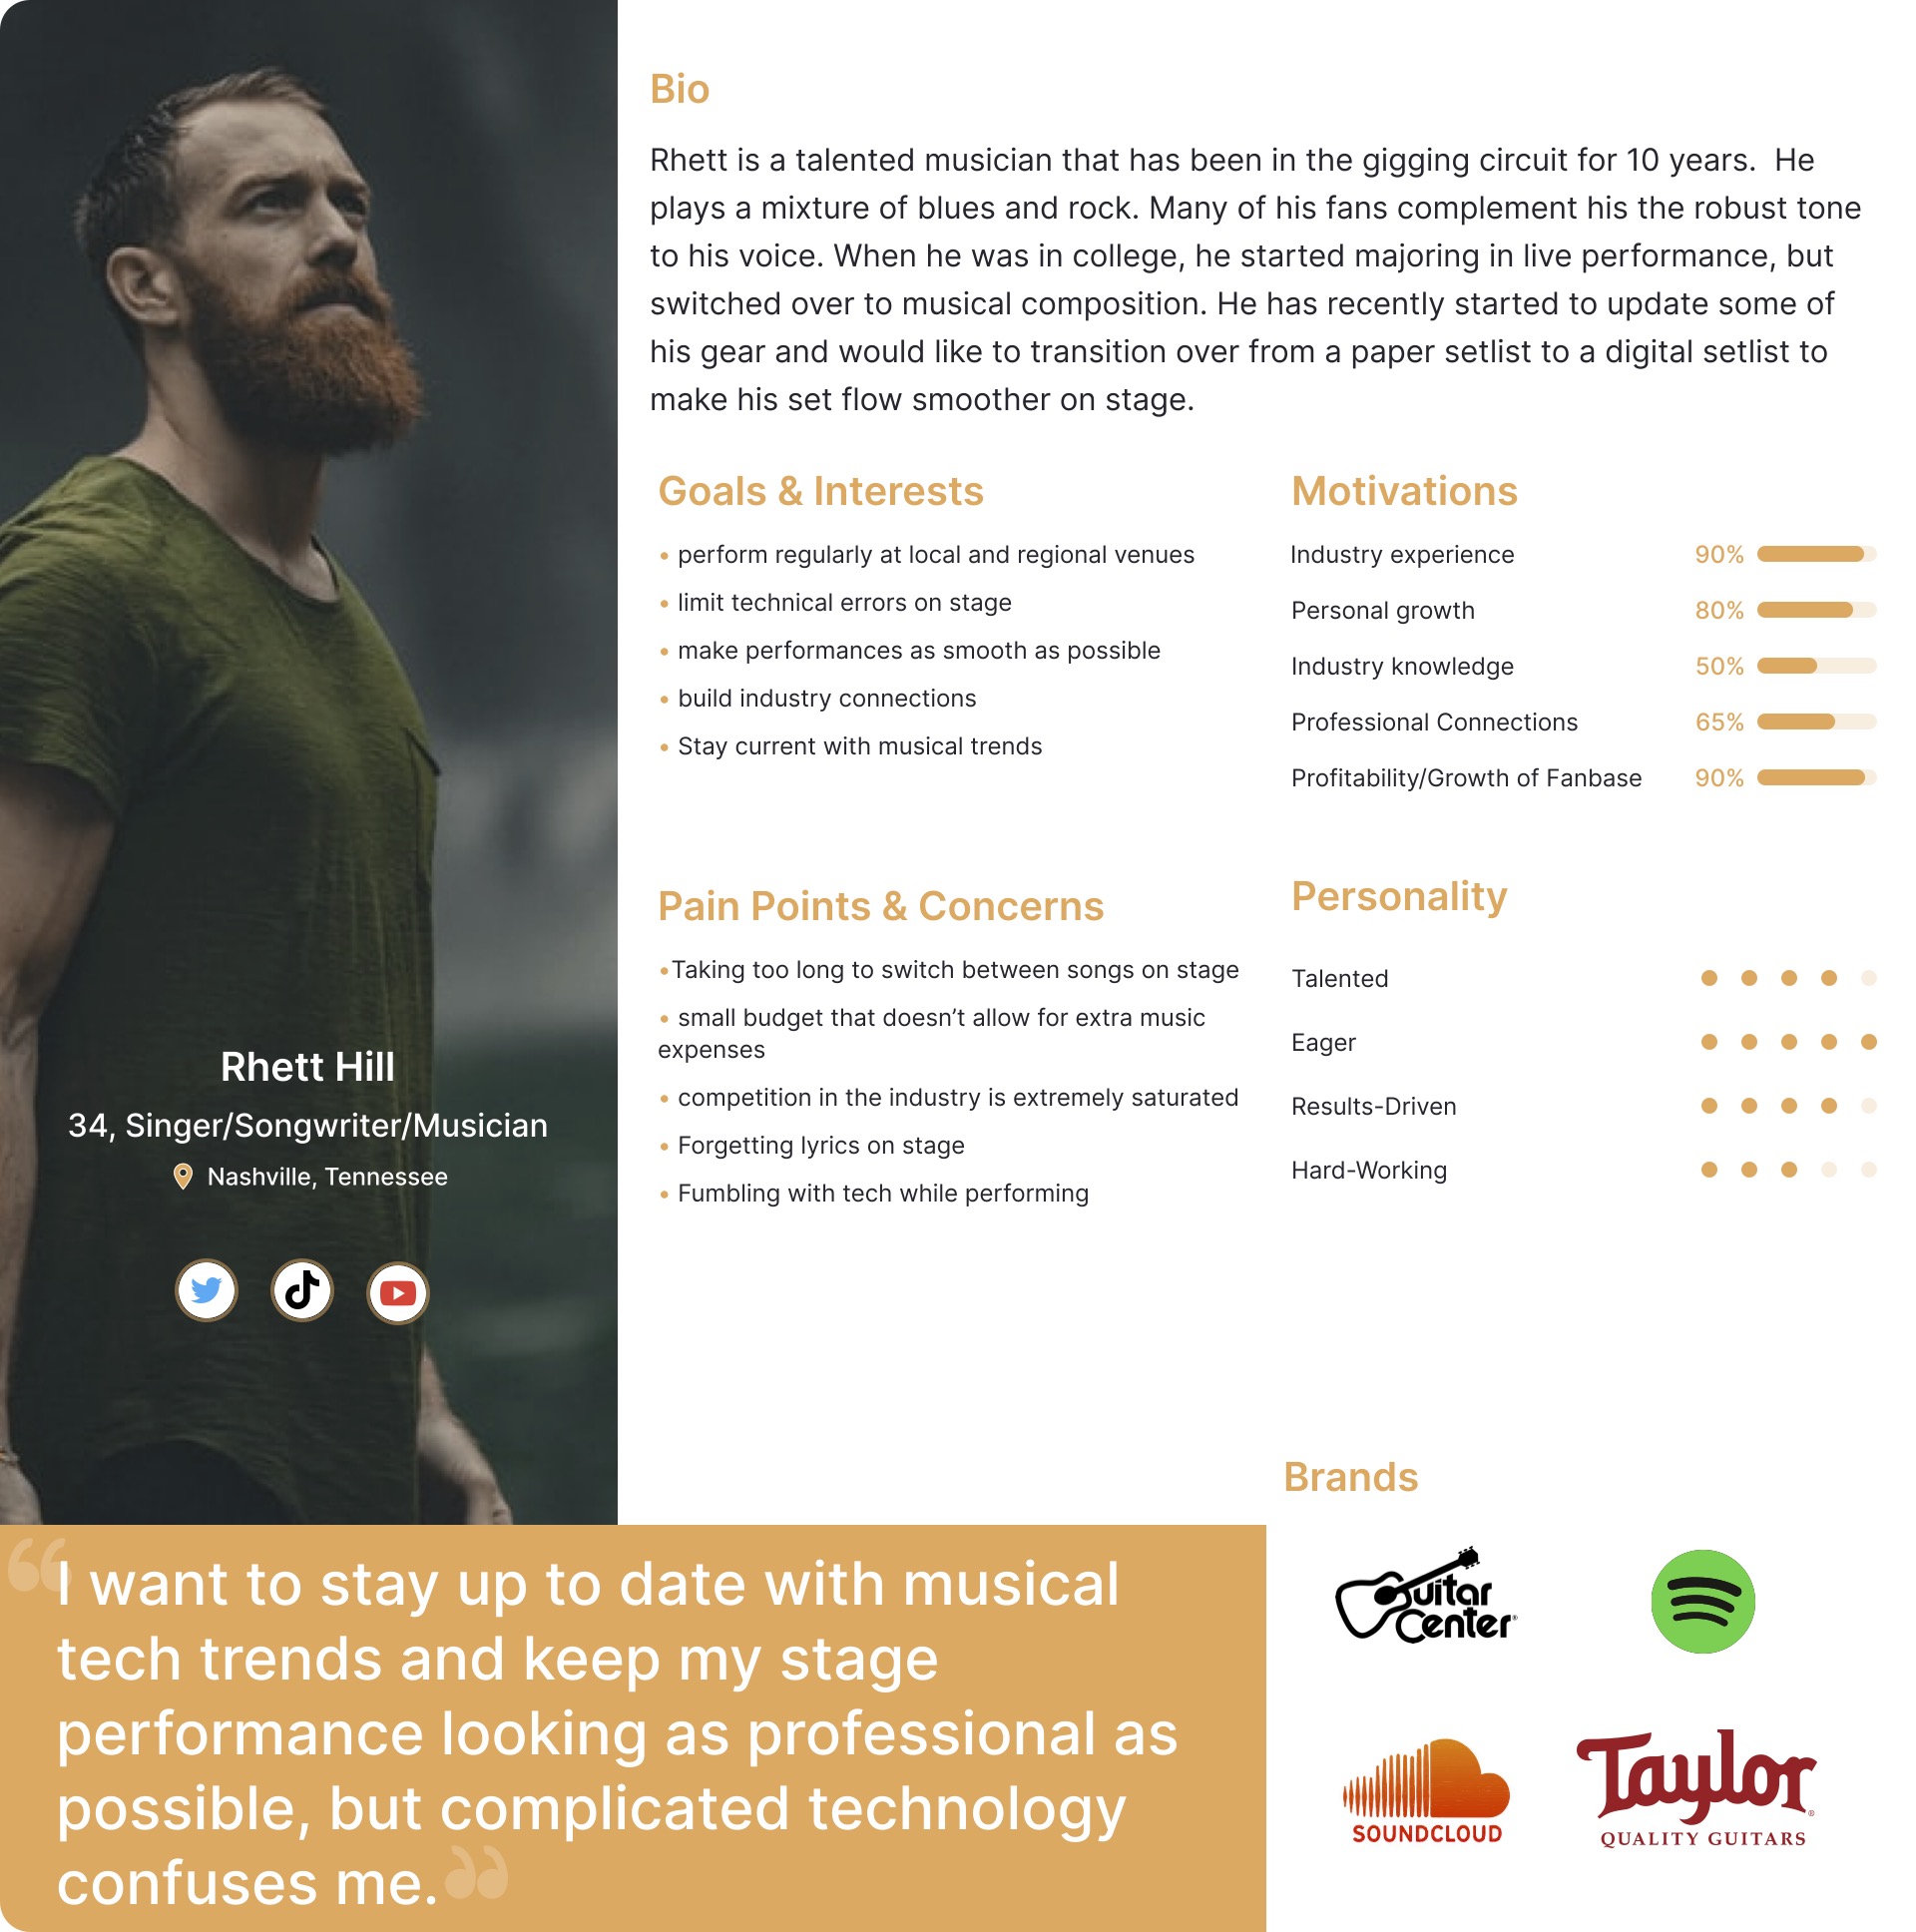 Bio
Rhett is a talented musician that has been in the gigging circuit for 10 years.  He
plays a mixture of blues and rock. Many of his fans complement his the robust tone
to his voice. When he was in college, he started majoring in live performance, but
switched over to musical composition. He has recently started to update some of
his gear and would like to transition over from a paper setlist to a digital setlist to
make his set flow smoother on stage.
Goals & Interests
• perform regularly at local and regional venues
• limit technical errors on stage
• make performances as smooth as possible
• build industry connections
• Stay current with musical trends
Motivations
Industry experience 90%
Personal growth 80%
Industry knowledge 50%
Professional Connections 65%
Profitability/Growth of Fanbase 90%
Pain Points & Concerns
•Taking too long to switch between songs on stage
• small budget that doesn’t allow for extra music
expenses
• competition in the industry is extremely saturated
• Forgetting lyrics on stage
• Fumbling with tech while performing
Personality
Talented
Eager
Results-Driven
Hard-Working
Rhett Hill
34, Singer/Songwriter/Musician
Nashville, Tennessee
“I want to stay up to date with musical
tech trends and keep my stage
performance looking as professional as
possible, but complicated technology
confuses me.”
Brands
Guitar
Center®
SOUNDCLOUD
Taylor®
QUALITY GUITARS